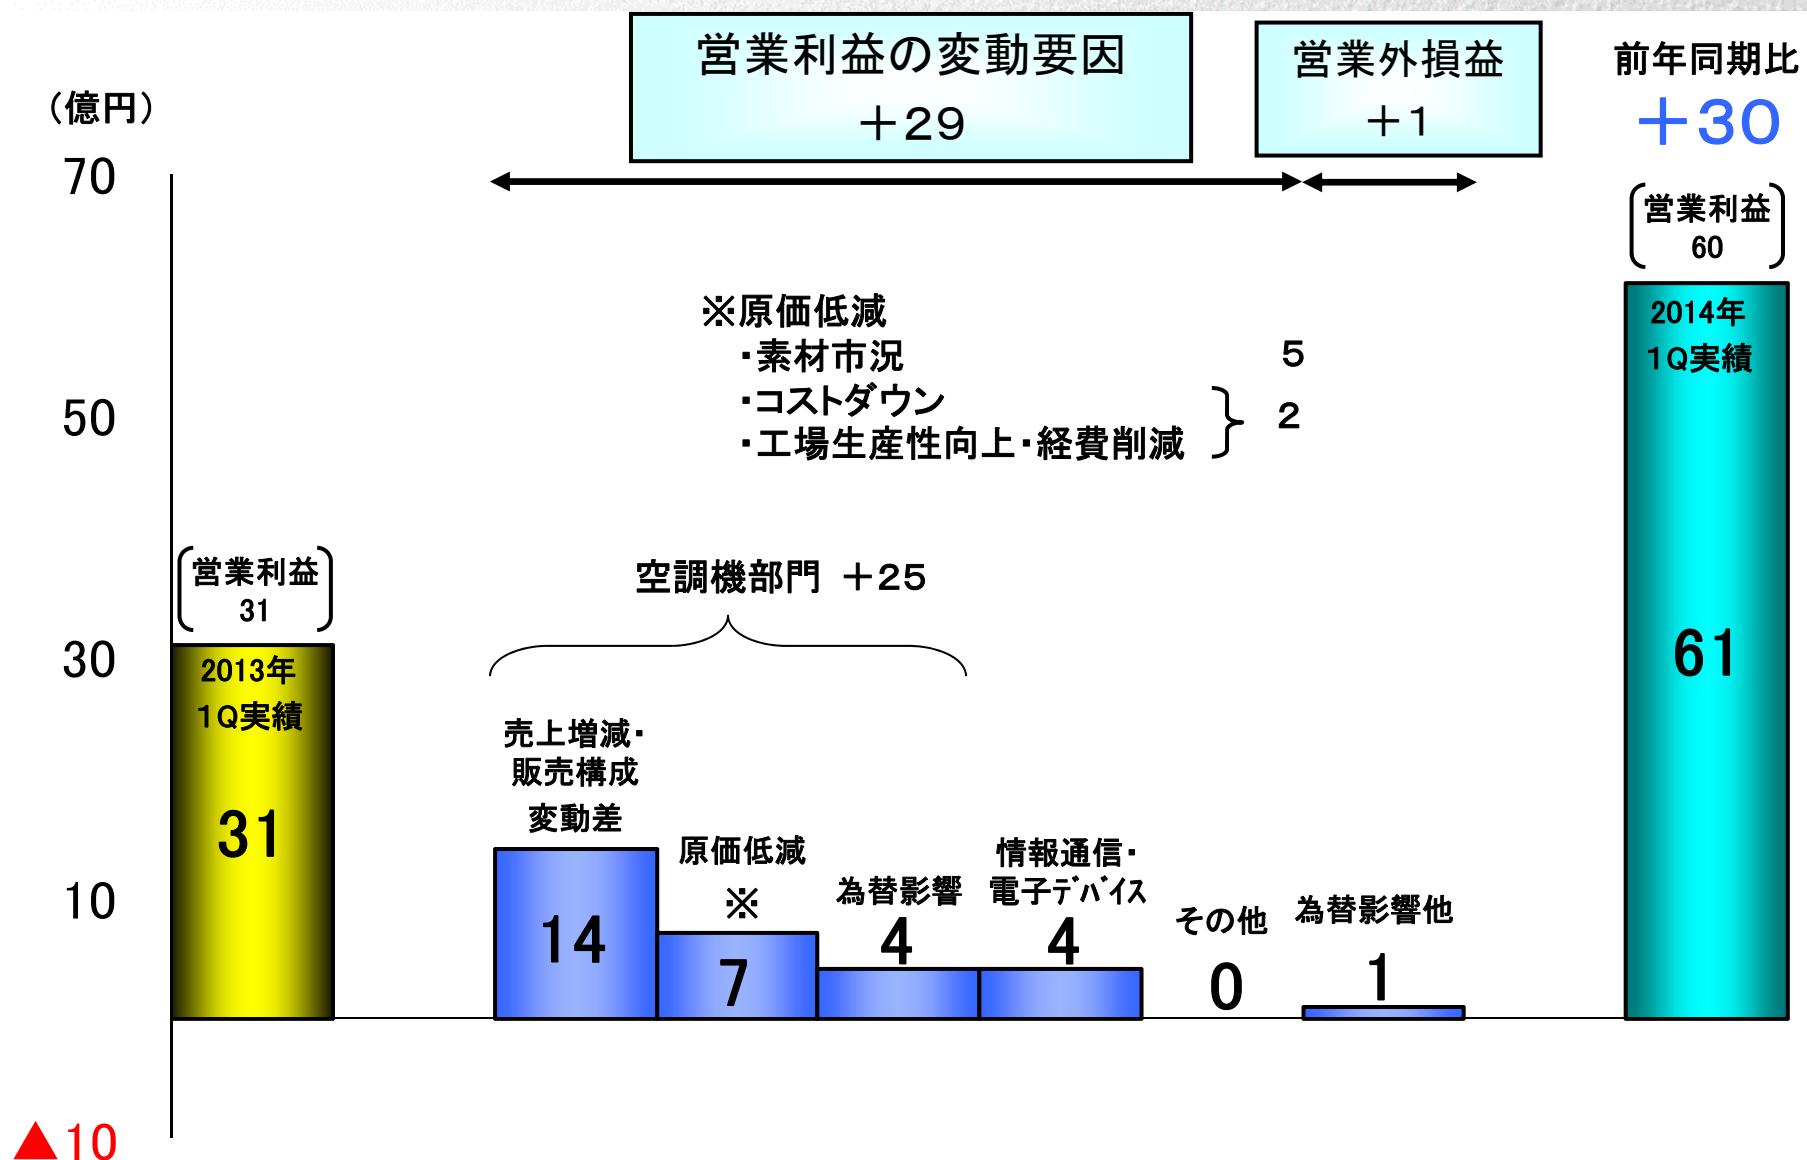 営業利益の変動要因
＋29
営業外損益
＋1
前年同期比
＋30
（億円）
70
50
30
10
▲10
〔営業利益
31〕
2013年
1Q実績
31
※原価低減
・素材市況 5
・コストダウン
・工場生産性向上・経費削減 } 2
空調機部門 ＋25
売上増減・
販売構成
変動差
14
原価低減
※
7
為替影響
4
情報通信・
電子ﾃﾞﾊﾞｲｽ
4
その他
0
為替影響他
1
〔営業利益
60〕
2014年
1Q実績
61